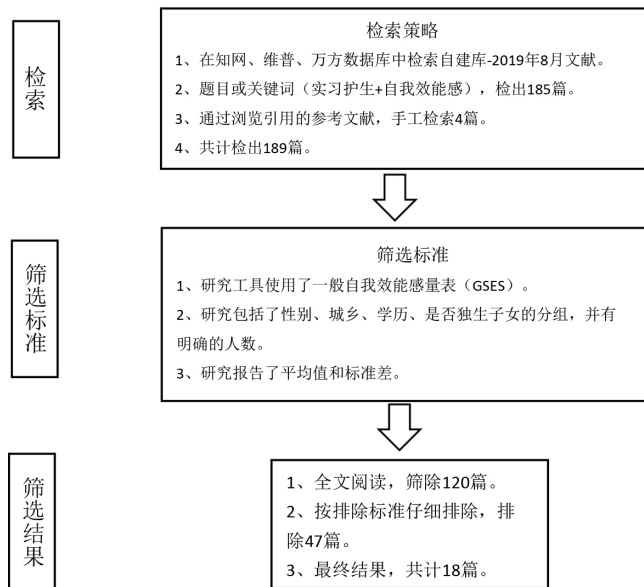 检索
检索策略
1、在知网、维普、万方数据库中检索自建库-2019年8月文献。
2、题目或关键词（实习护生+自我效能感），检出185篇。
3、通过浏览引用的参考文献，手工检索4篇。
4、共计检出189篇。
筛选标准
筛选标准
1、研究工具使用了一般自我效能感量表（GSES）。
2、研究包括了性别、城乡、学历、是否独生子女的分组，并有
明确的人数。
3、研究报告了平均值和标准差。
筛选结果
1、全文阅读，筛除120篇。
2、按排除标准仔细排除，排
除47篇。
3、最终结果，共计18篇。